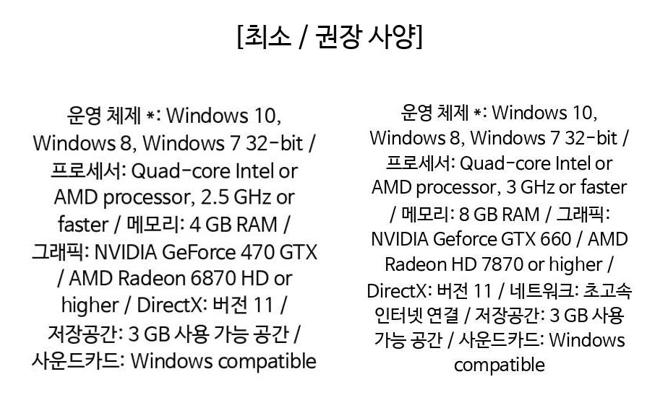 [최소 / 권장 사양]
운영 체제 *: Windows 10,
Windows 8, Windows 7 32-bit /
프로세서: Quad-core Intel or
AMD processor, 2.5 GHz or
faster / 메모리: 4 GB RAM /
그래픽: NVIDIA GeForce 470 GTX
/ AMD Radeon 6870 HD or
higher / DirectX: 버전 11 /
저장공간: 3 GB 사용 가능 공간 /
사운드카드: Windows compatible
운영 체제 *: Windows 10,
Windows 8, Windows 7 32-bit /
프로세서: Quad-core Intel or
AMD processor, 3 GHz or faster
/ 메모리: 8 GB RAM / 그래픽:
NVIDIA Geforce GTX 660 / AMD
Radeon HD 7870 or higher /
DirectX: 버전 11 / 네트워크: 초고속
인터넷 연결 / 저장공간: 3 GB 사용
가능 공간 / 사운드카드: Windows
compatible